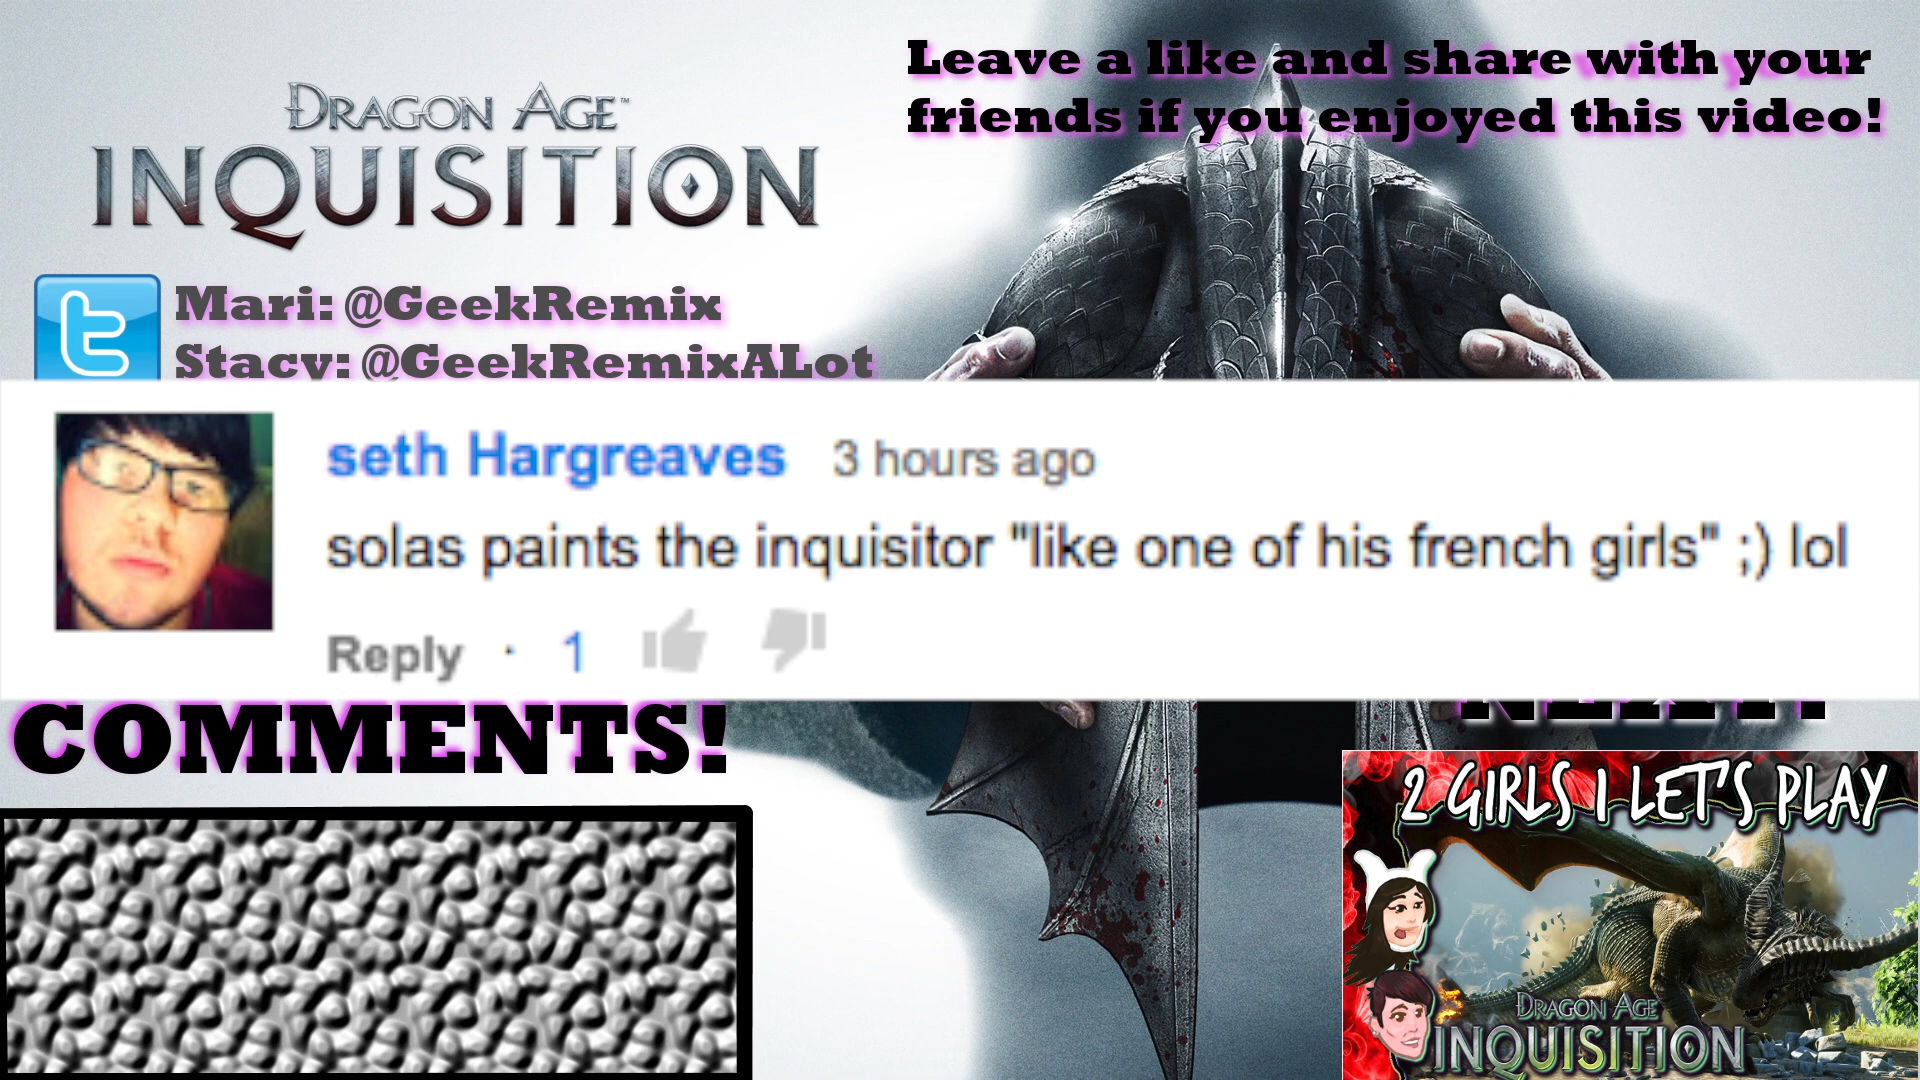 Leave a like and share with your
friends if you enjoyed this video!
DRAGON AGE™
INQUISITION
Mari: @GeekRemix
Stacy: @GeekRemixALot
seth Hargreaves 3 hours ago
solas paints the inquisitor "like one of his french girls" ;) lol
Reply · 1
COMMENTS!
2 GIRLS 1 LET'S PLAY
DRAGON AGE
INQUISITION